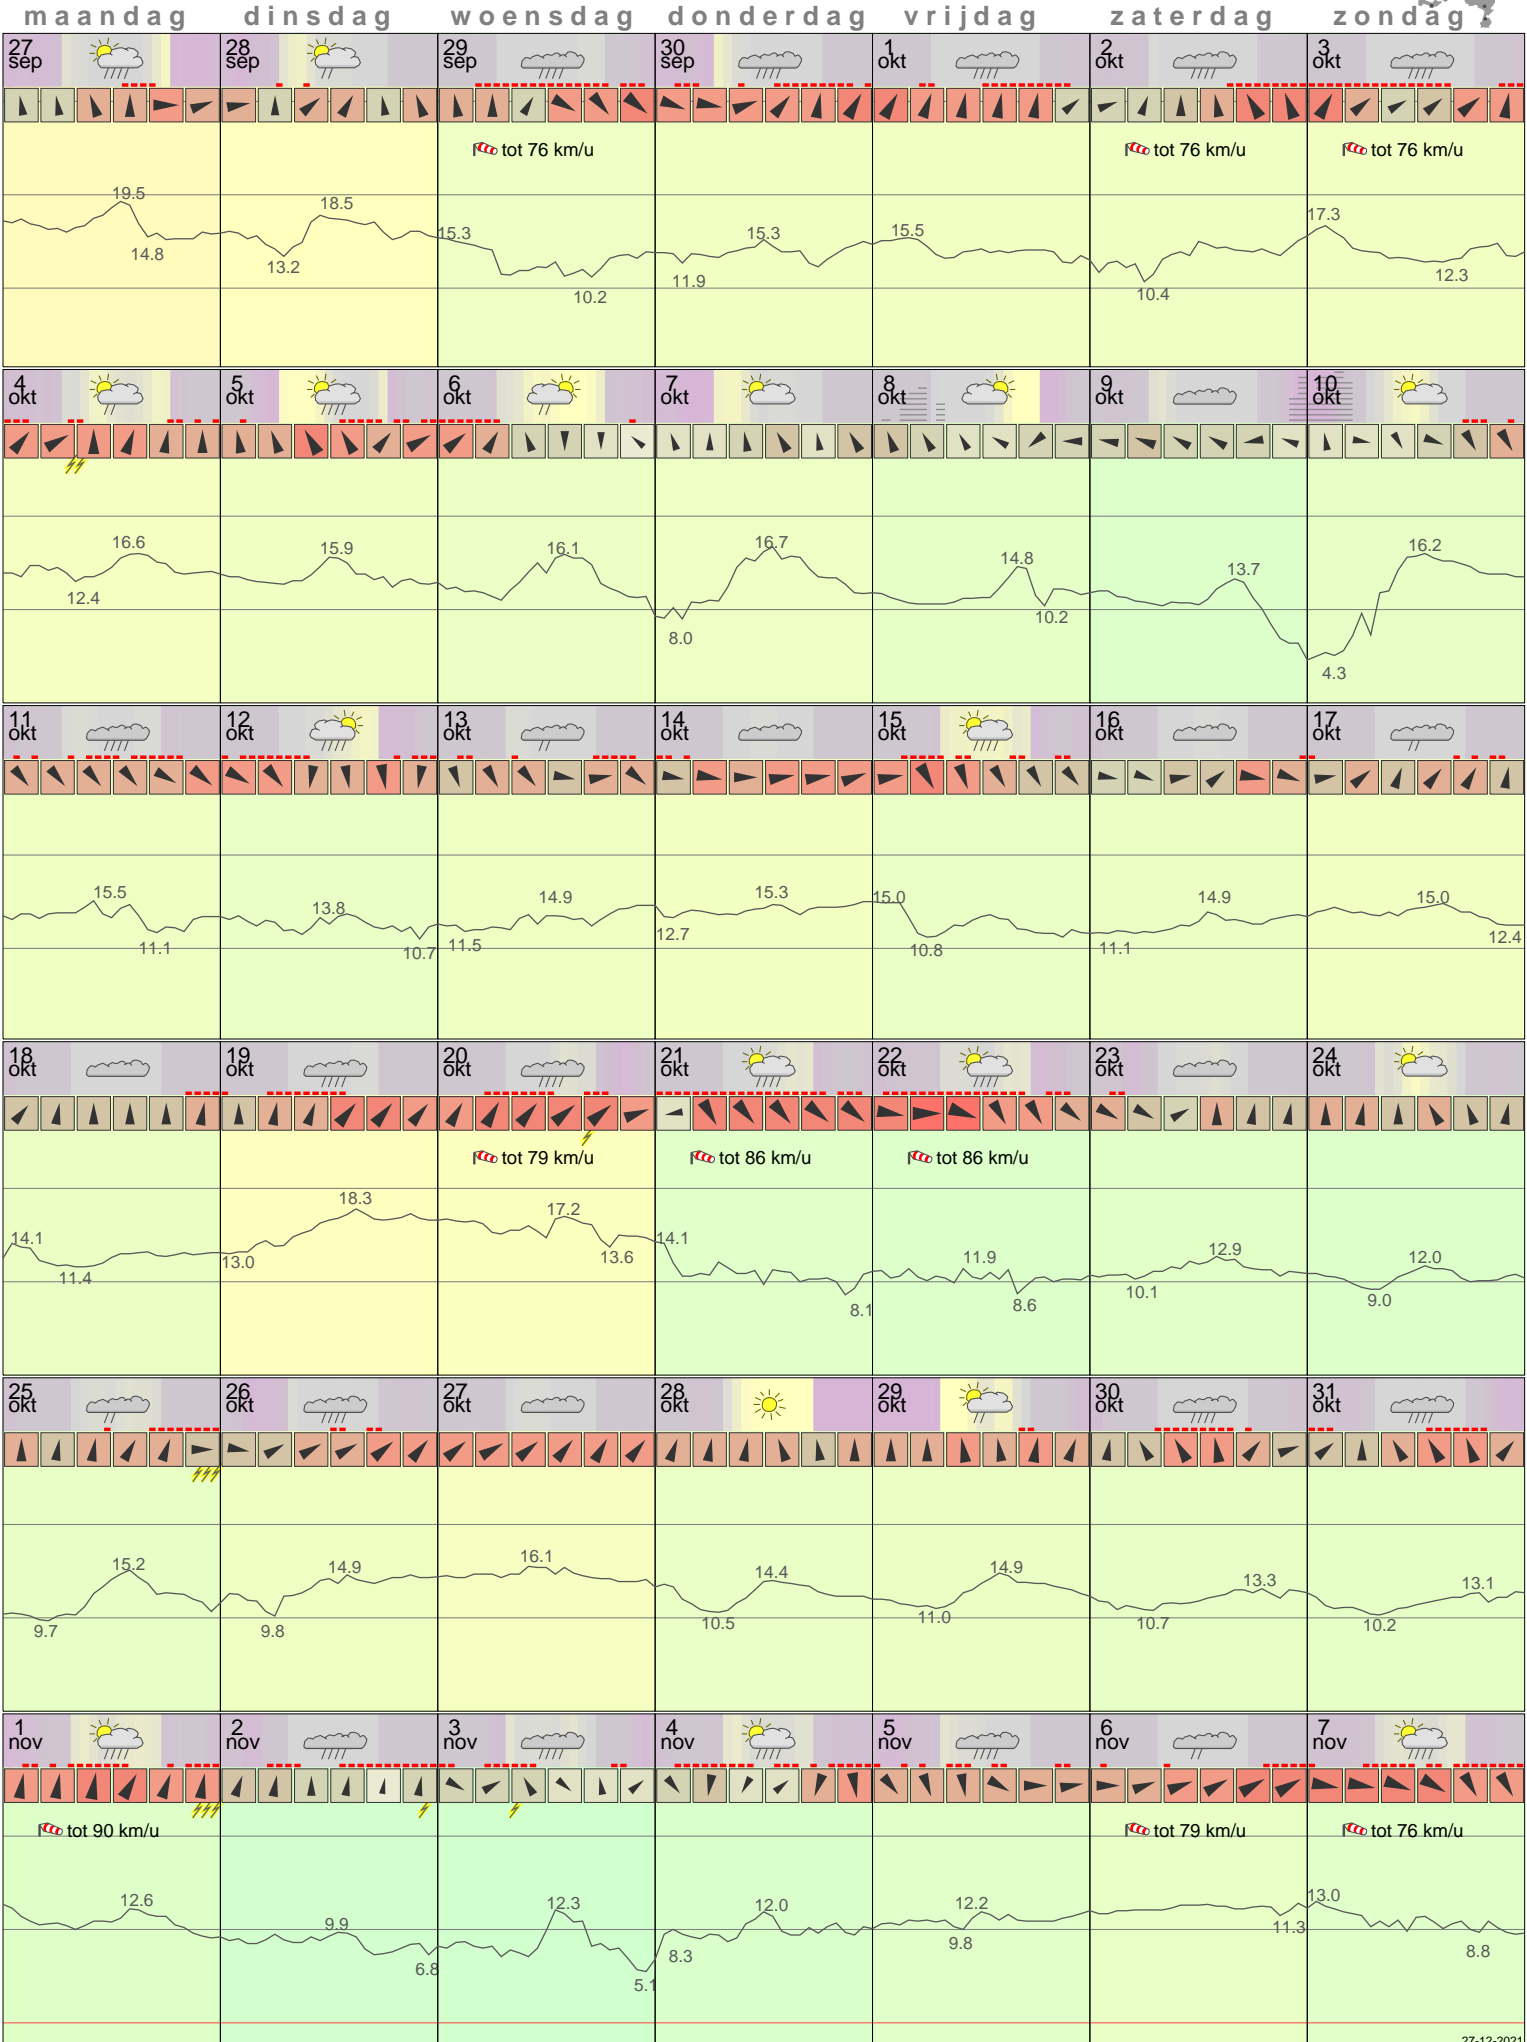 maandag dinsdag woensdag donderdag vrijdag zaterdag zondag
27 28 29 30 1 2 3
sep sep sep sep okt okt okt
tot 76 km/u tot 76 km/u tot 76 km/u
19.5 14.8 13.2 18.5 15.3 10.2 11.9 15.3 15.5 10.4 17.3 12.3
4 5 6 7 8 9 10
okt okt okt okt okt okt okt
12.4 16.6 15.9 16.1 8.0 16.7 14.8 10.2 13.7 4.3 16.2
11 12 13 14 15 16 17
okt okt okt okt okt okt okt
15.5 11.1 13.8 10.7 11.5 14.9 12.7 15.3 15.0 10.8 11.1 14.9 15.0 12.4
18 19 20 21 22 23 24
okt okt okt okt okt okt okt
tot 79 km/u tot 86 km/u tot 86 km/u
14.1 11.4 13.0 18.3 17.2 13.6 14.1 8.1 11.9 8.6 10.1 12.9 9.0 12.0
25 26 27 28 29 30 31
okt okt okt okt okt okt okt
9.7 15.2 9.8 14.9 16.1 10.5 14.4 11.0 14.9 10.7 13.3 10.2 13.1
1 2 3 4 5 6 7
nov nov nov nov nov nov nov
tot 90 km/u tot 79 km/u tot 76 km/u
12.6 9.9 6.8 12.3 5.1 8.3 12.0 9.8 12.2 11.3 13.0 8.8
27-12-2021